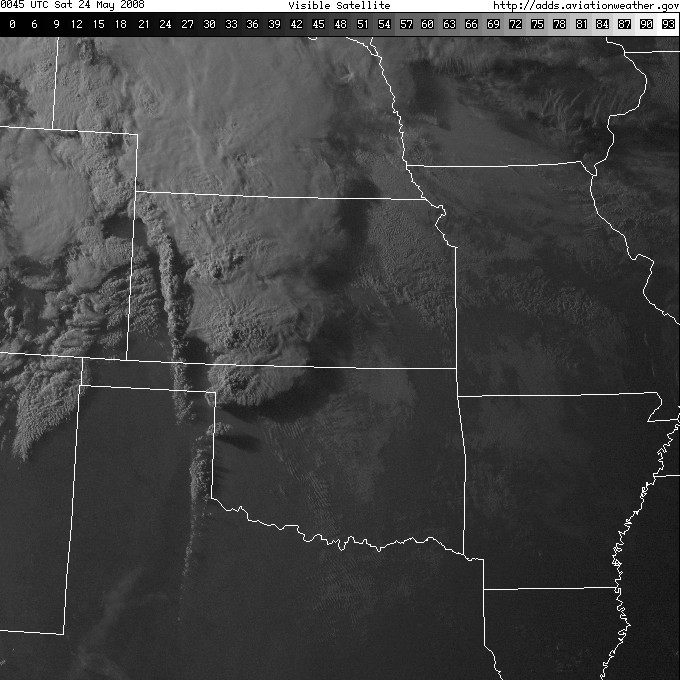 0045 UTC Sat 24 May 2008 Visible Satellite http://adds.aviationweather.gov
0 6 9 12 15 18 21 24 27 30 33 36 39 42 45 48 51 54 57 60 63 66 69 72 75 78 81 84 87 90 93